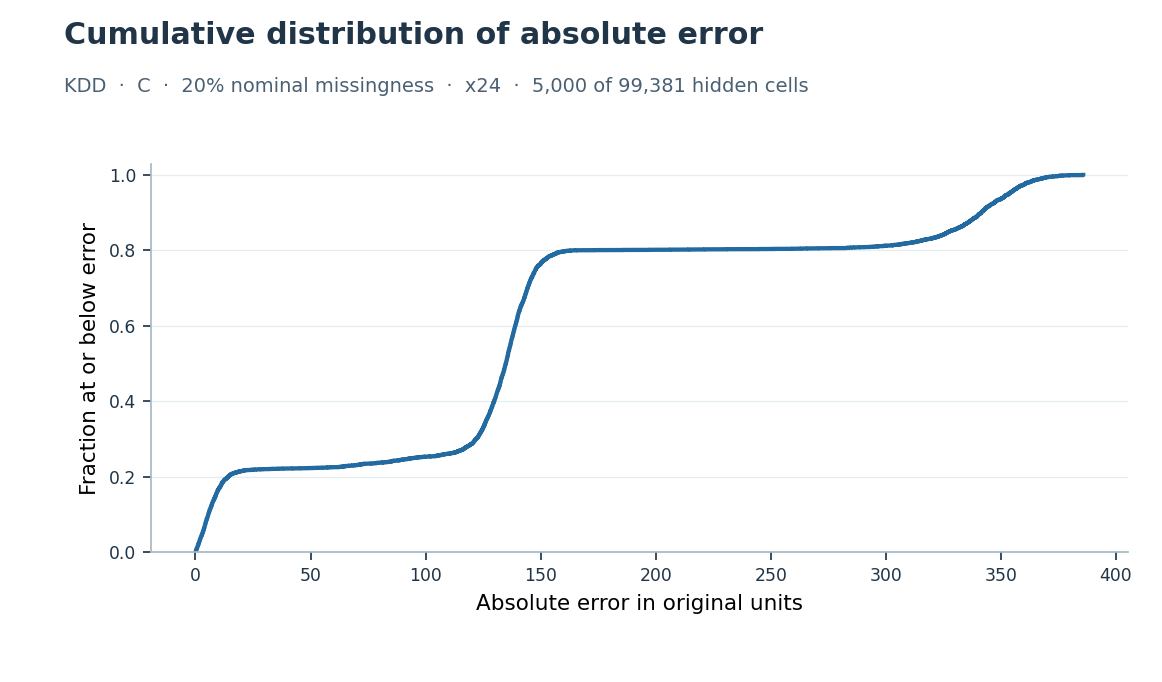 Cumulative distribution of absolute error
KDD · C · 20% nominal missingness · x24 · 5,000 of 99,381 hidden cells
1.0
0.8
0.6
0.4
0.2
0.0
Fraction at or below error
0 50 100 150 200 250 300 350 400
Absolute error in original units